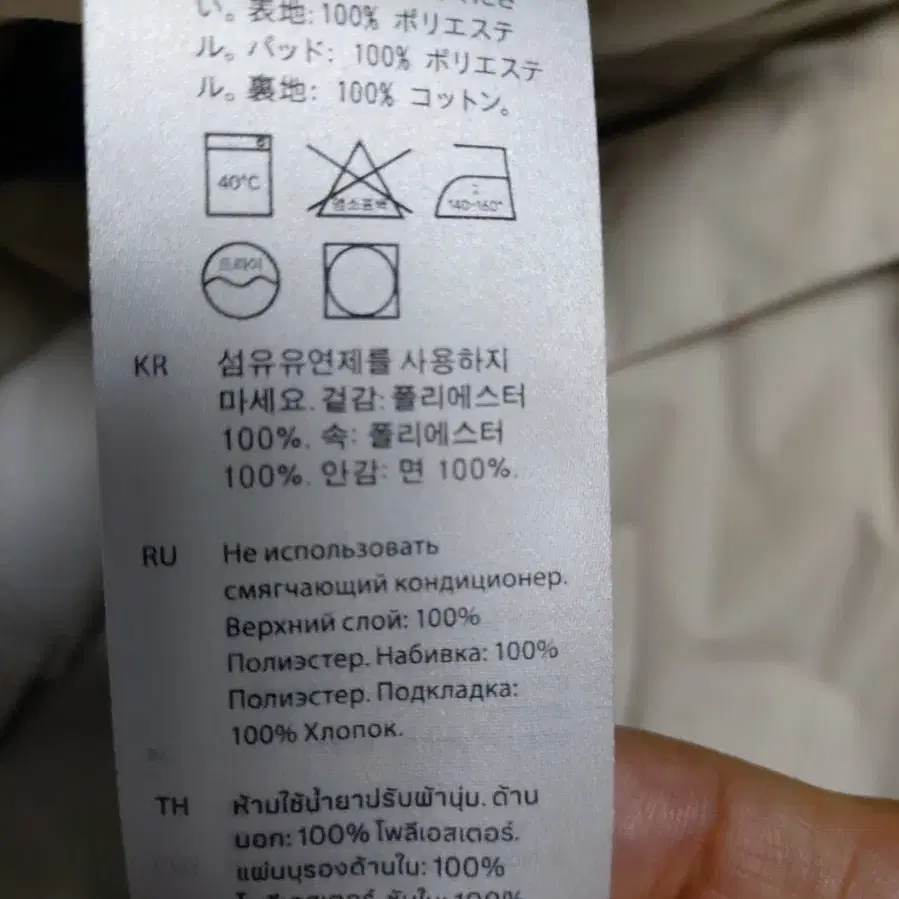 い。表地: 100% ポリエステ
ル。パッド: 100% ポリエステ
ル。裏地: 100% コットン。
40°C
염소표백
2
140-160°
드라이
KR 섬유유연제를 사용하지
마세요. 겉감: 폴리에스터
100%. 속: 폴리에스터
100%. 안감: 면 100%.
RU Не использовать
смягчающий кондиционер.
Верхний слой: 100%
Полиэстер. Набивка: 100%
Полиэстер. Подкладка:
100% Хлопок.
TH ห้ามใช้น้ำยาปรับผ้านุ่ม. ด้าน
นอก: 100% โพลีเอสเตอร์.
แผ่นบุรองด้านใน: 100%